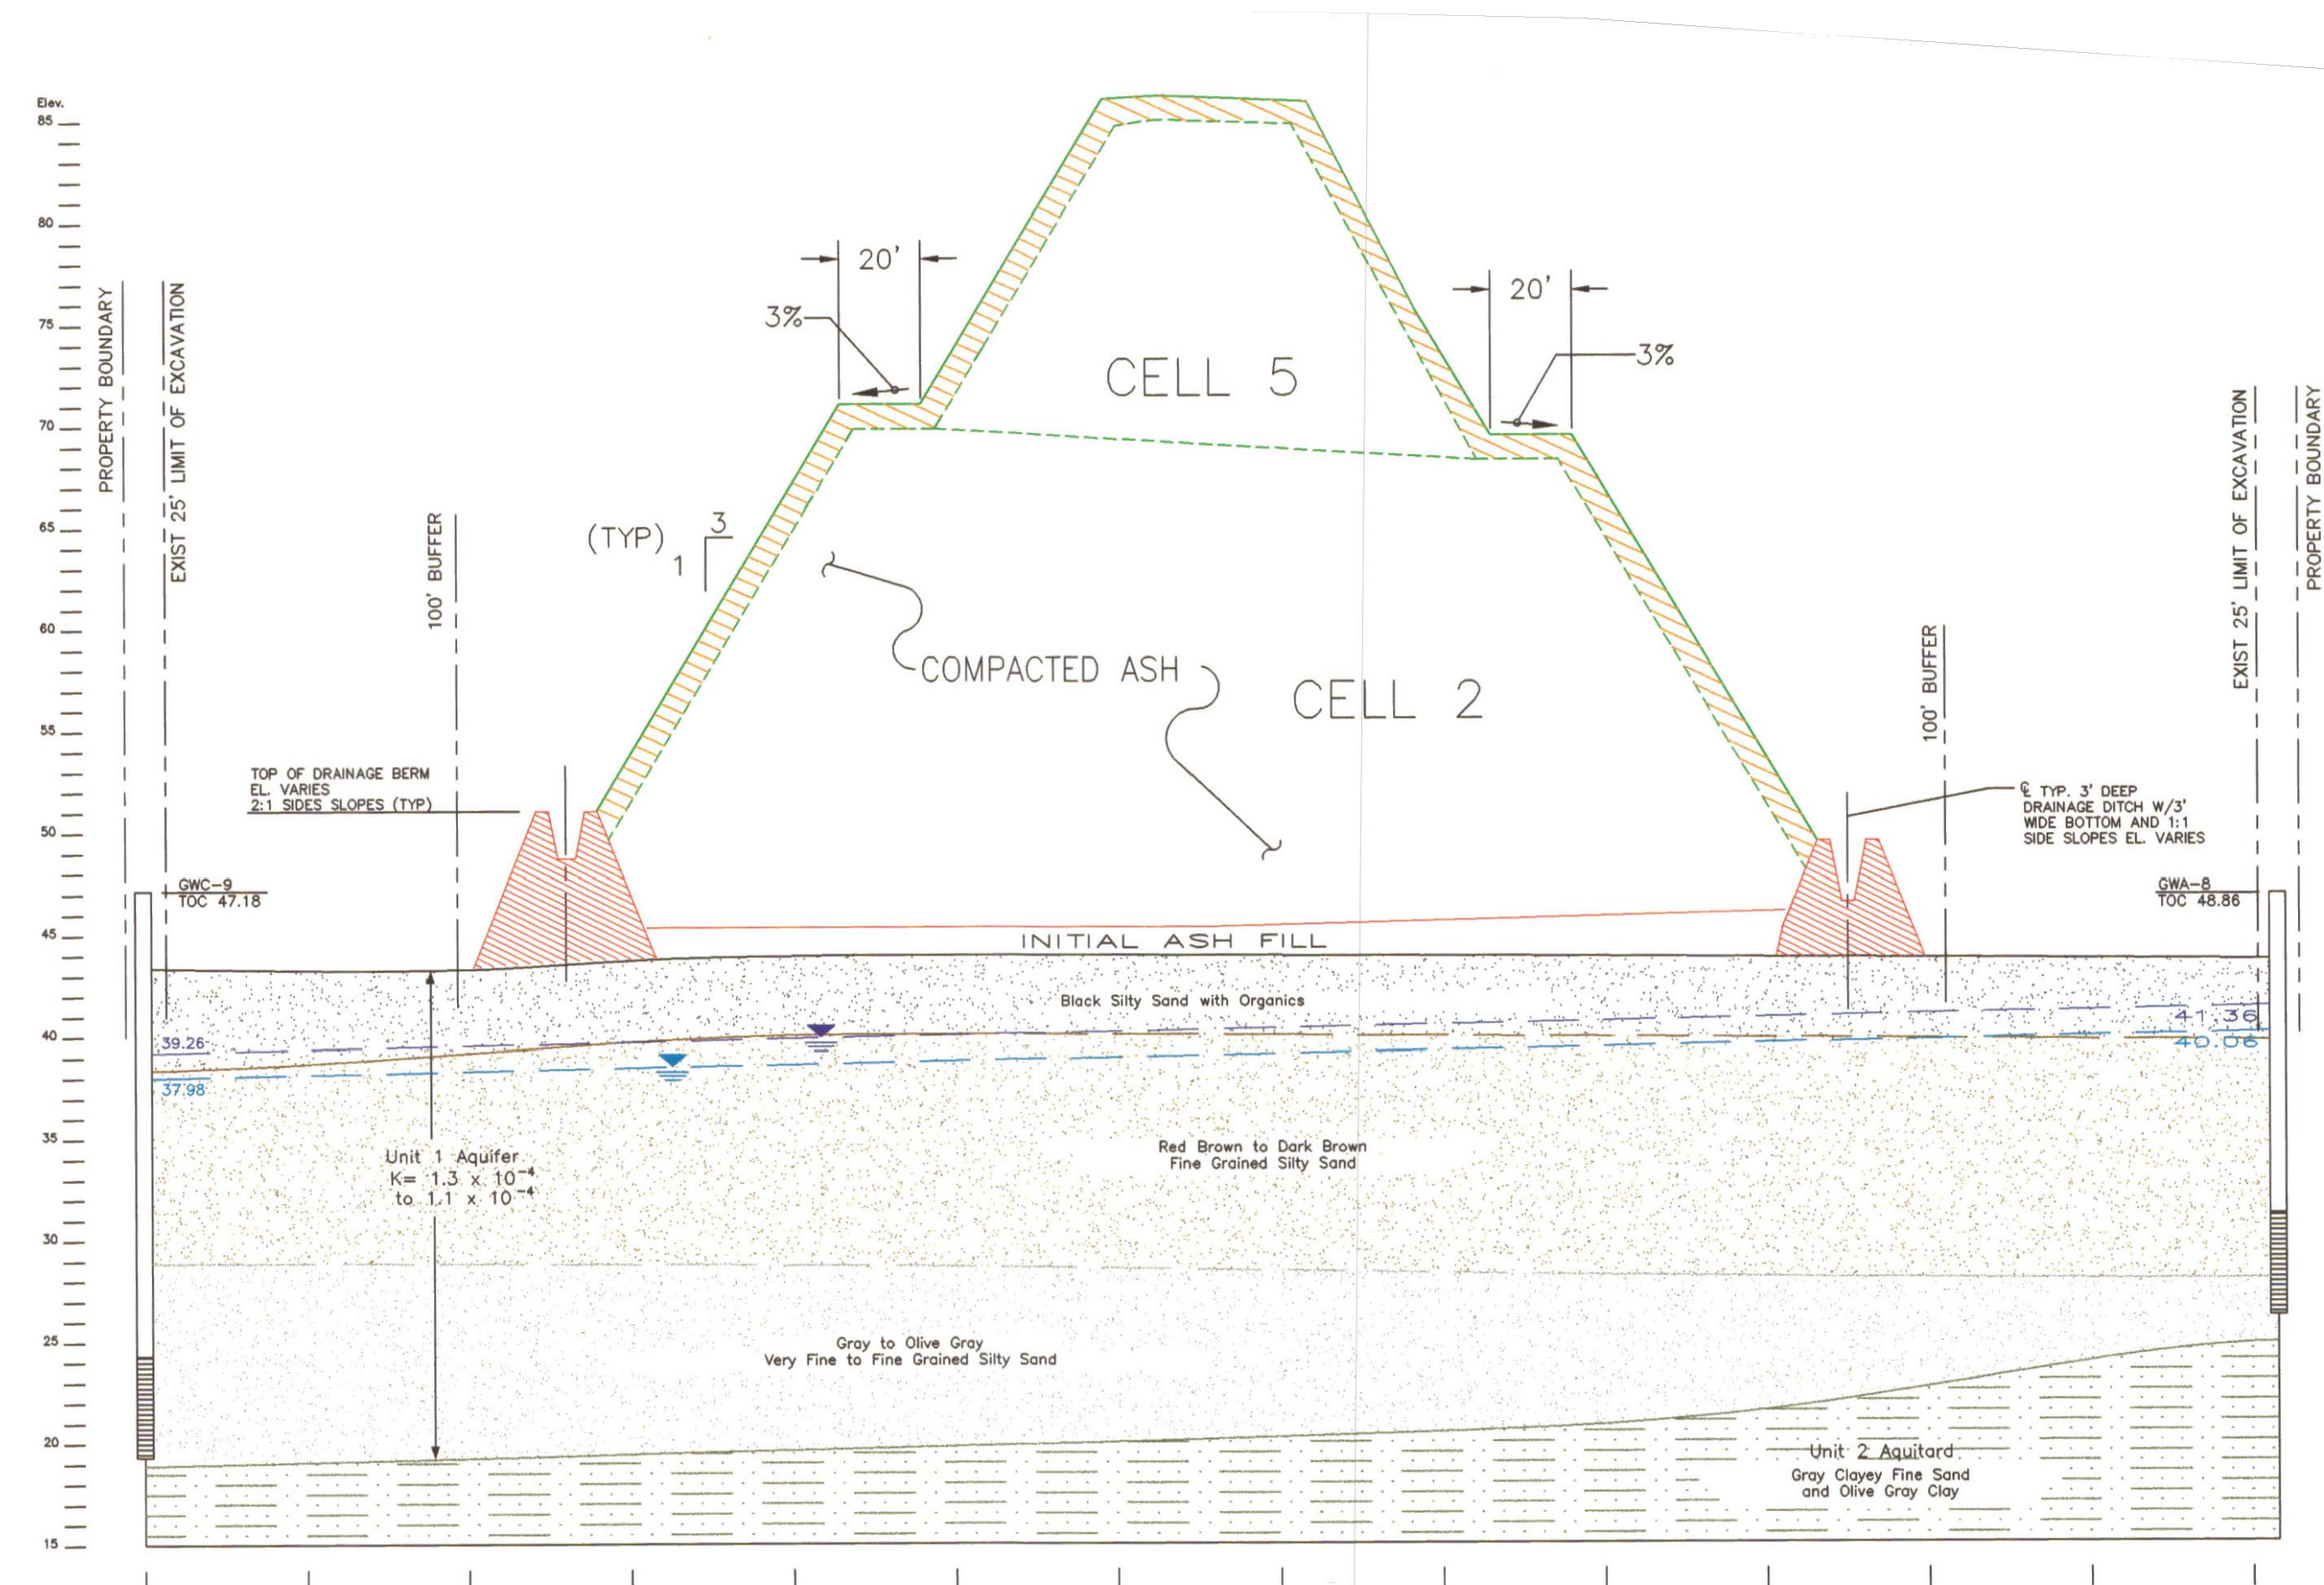 Elev.
85
80
75
70
65
60
55
50
45
40
35
30
25
20
15
PROPERTY BOUNDARY
EXIST 25' LIMIT OF EXCAVATION
100' BUFFER
20'
3%
20'
3%
CELL 5
(TYP)
3
1
COMPACTED ASH
CELL 2
100' BUFFER
EXIST 25' LIMIT OF EXCAVATION
PROPERTY BOUNDARY
TOP OF DRAINAGE BERM
EL. VARIES
2:1 SIDES SLOPES (TYP)
℄ TYP. 3' DEEP
DRAINAGE DITCH W/3'
WIDE BOTTOM AND 1:1
SIDE SLOPES EL. VARIES
GWC-9
TOC 47.18
GWA-8
TOC 48.86
INITIAL ASH FILL
Black Silty Sand with Organics
39.26
41.36
37.98
40.06
Unit 1 Aquifer
K= 1.3 x 10⁻⁴
to 1.1 x 10⁻⁴
Red Brown to Dark Brown
Fine Grained Silty Sand
Gray to Olive Gray
Very Fine to Fine Grained Silty Sand
Unit 2 Aquitard
Gray Clayey Fine Sand
and Olive Gray Clay